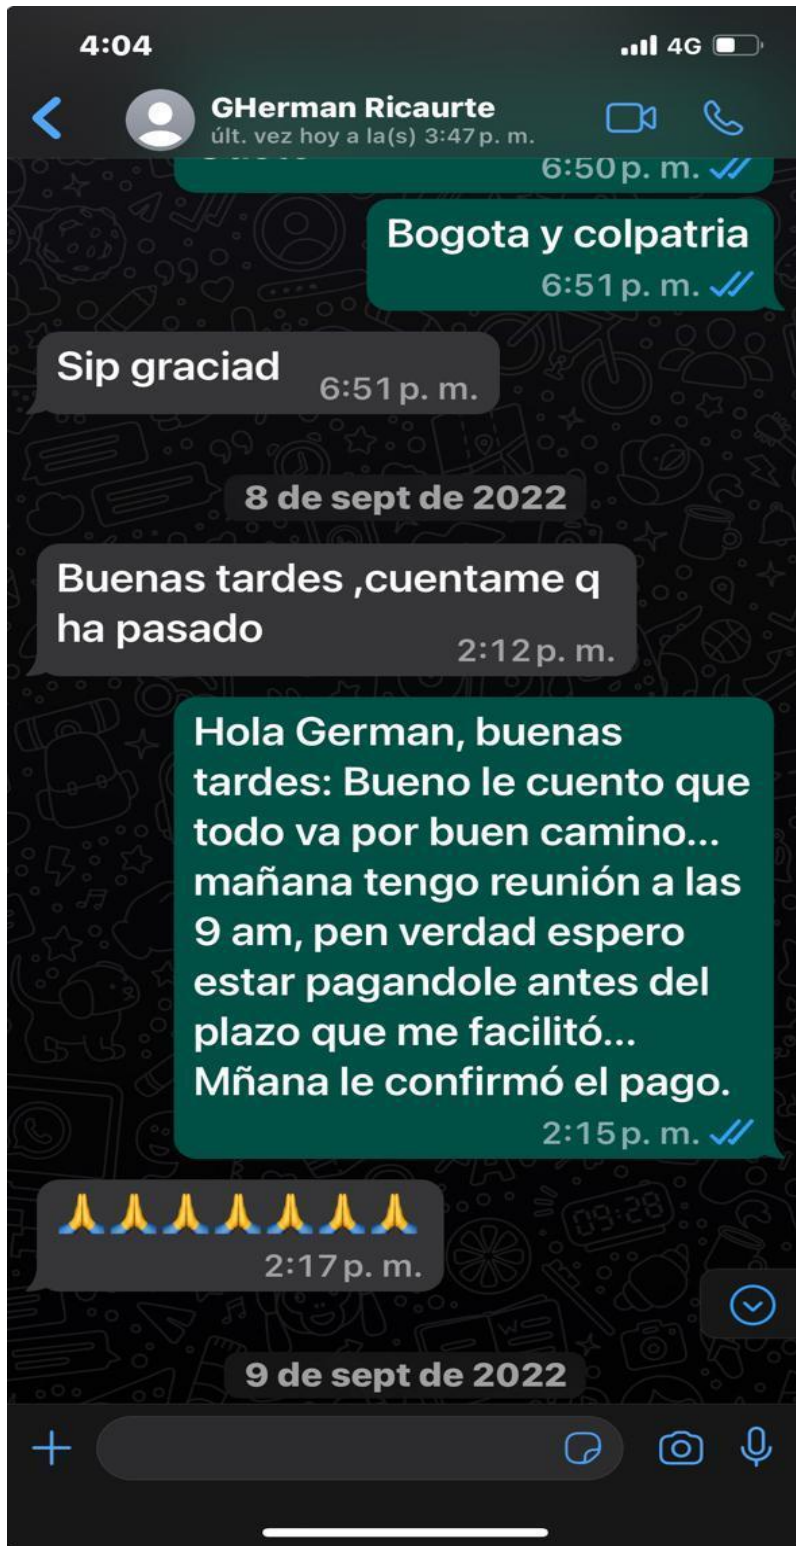 4:04
4G
GHerman Ricaurte
últ. vez hoy a la(s) 3:47 p. m.
6:50 p. m.
Bogota y colpatria
6:51 p. m.
Sip graciad
6:51 p. m.
8 de sept de 2022
Buenas tardes ,cuentame q
ha pasado
2:12 p. m.
Hola German, buenas
tardes: Bueno le cuento que
todo va por buen camino...
mañana tengo reunión a las
9 am, pen verdad espero
estar pagandole antes del
plazo que me facilitó...
Mñana le confirmó el pago.
2:15 p. m.
🙏🙏🙏🙏🙏🙏🙏
2:17 p. m.
9 de sept de 2022